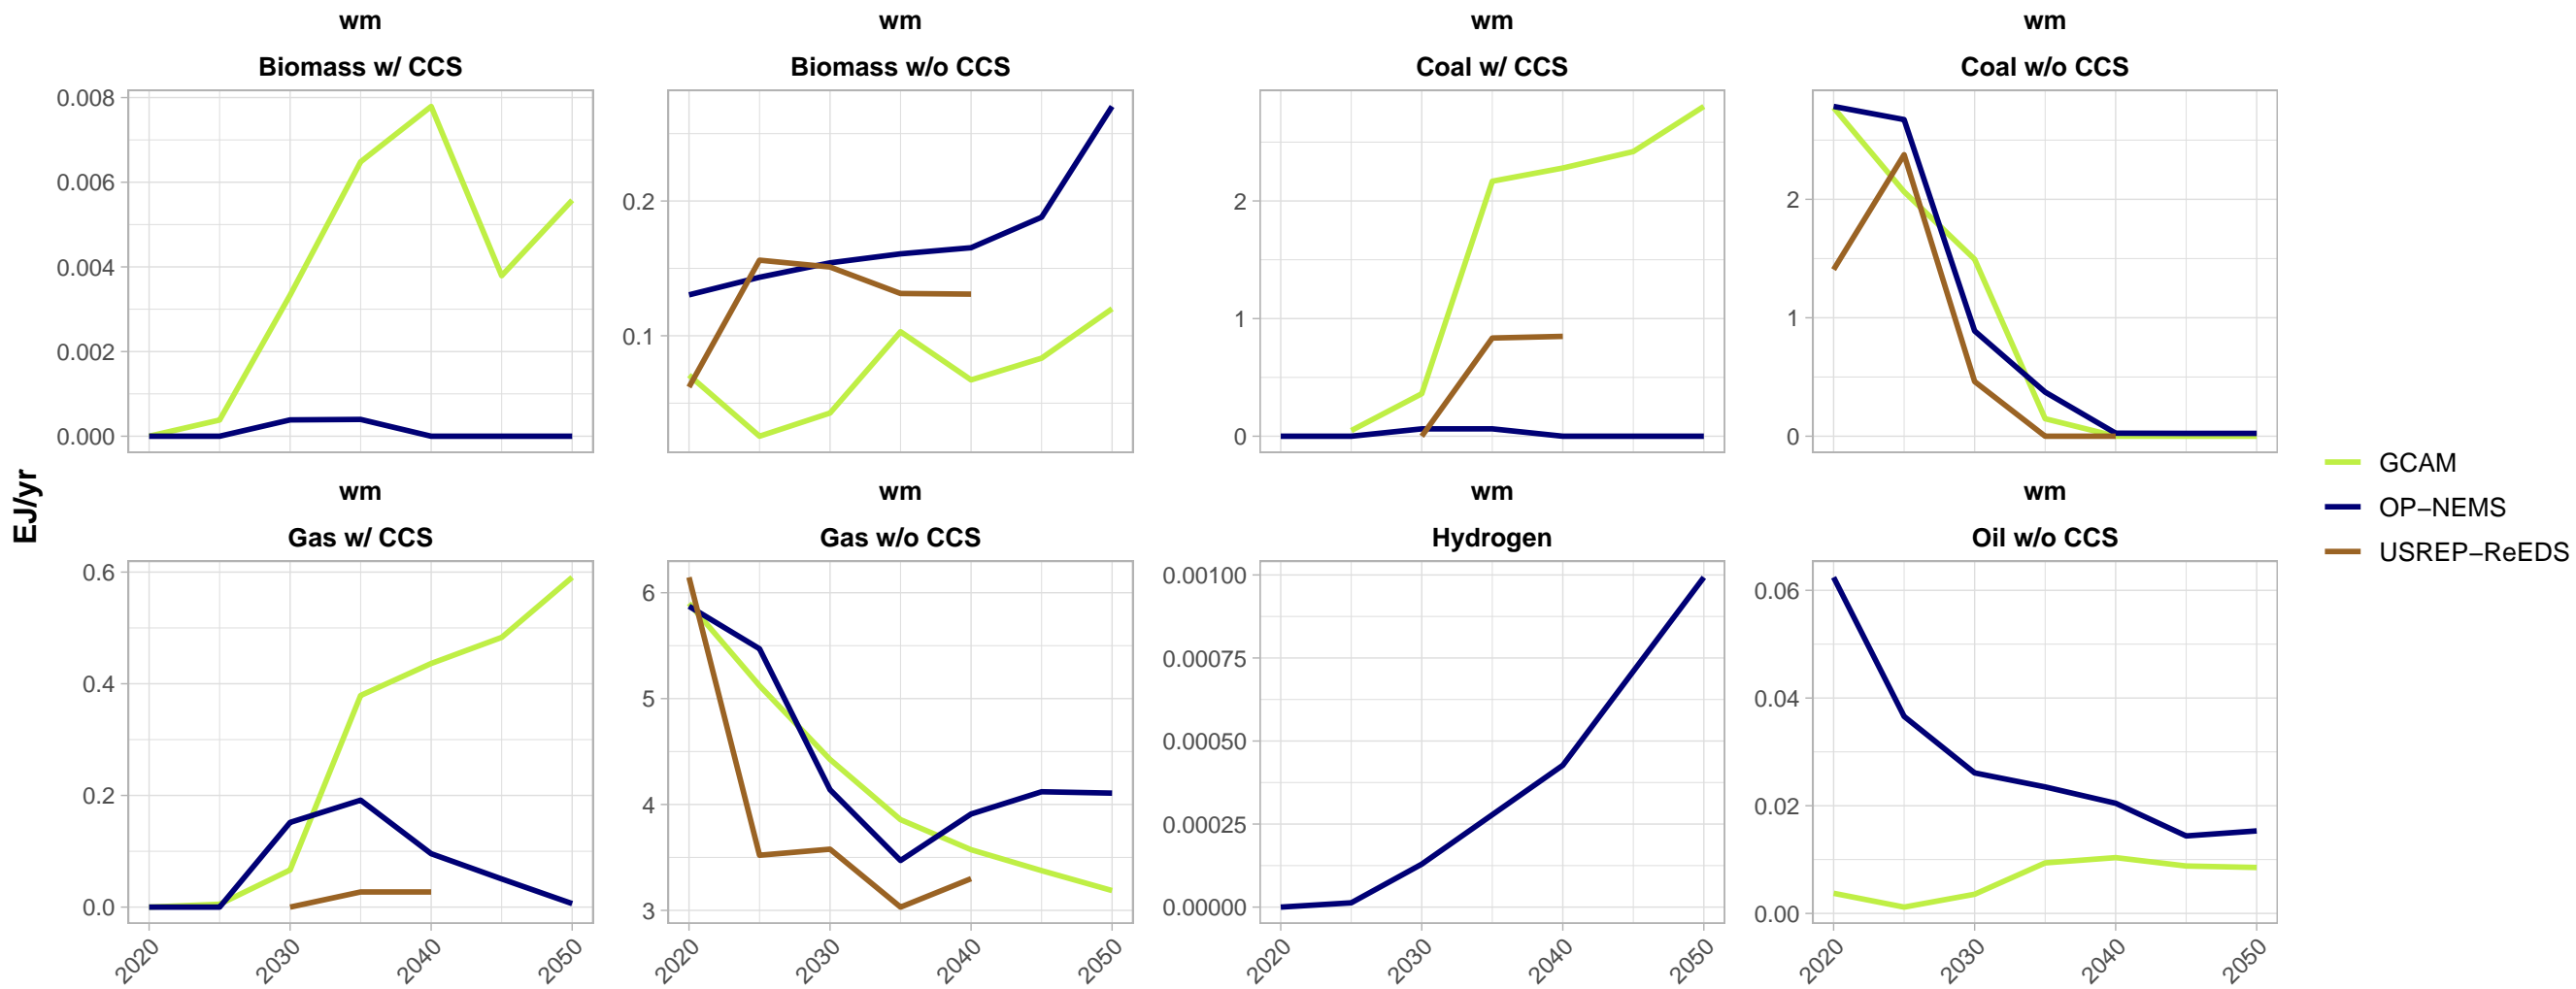 wm
wm
wm
wm
Biomass w/ CCS
Biomass w/o CCS
Coal w/ CCS
Coal w/o CCS
0.008
0.006
0.004
0.002
0.000
0.2
0.1
2
1
0
2
1
0
EJ/yr
GCAM
OP−NEMS
USREP−ReEDS
wm
wm
wm
wm
Gas w/ CCS
Gas w/o CCS
Hydrogen
Oil w/o CCS
0.6
0.4
0.2
0.0
6
5
4
3
0.00100
0.00075
0.00050
0.00025
0.00000
0.06
0.04
0.02
0.00
2020
2030
2040
2050
2020
2030
2040
2050
2020
2030
2040
2050
2020
2030
2040
2050